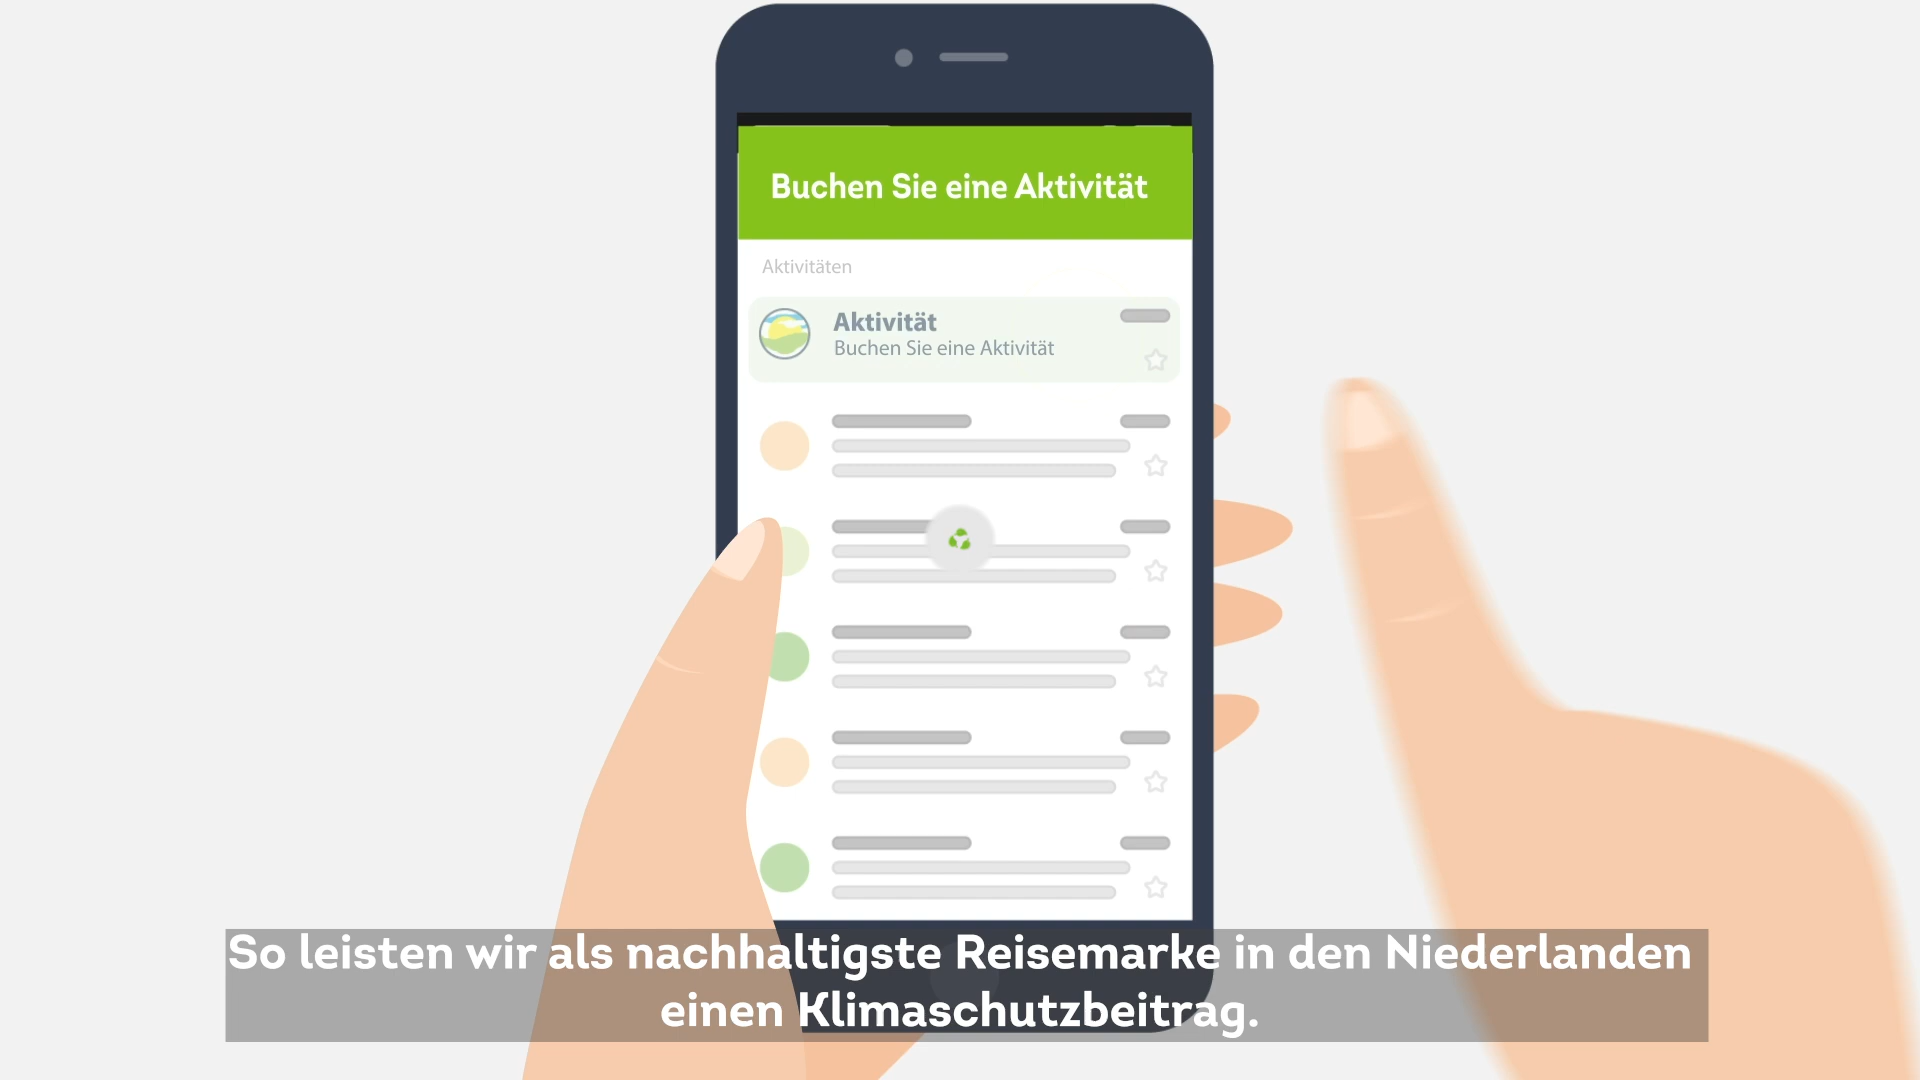 Buchen Sie eine Aktivität
Aktivitäten
Aktivität
Buchen Sie eine Aktivität
So leisten wir als nachhaltigste Reisemarke in den Niederlanden
einen Klimaschutzbeitrag.